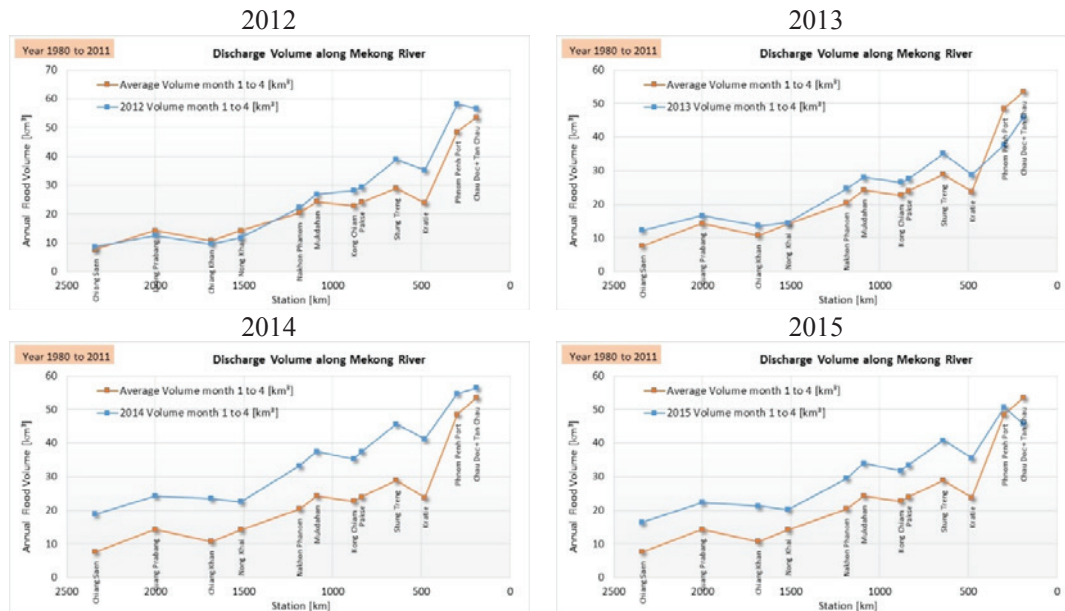 2012
Year 1980 to 2011
Discharge Volume along Mekong River
Average Volume month 1 to 4 [km³]
2012 Volume month 1 to 4 [km³]
Annual Flood Volume [km³]
70
60
50
40
30
20
10
0
Chiang Saen
Luang Prabang
Chiang Khan
Nong Khai
Nakhon Phanom
Mukdahan
Kong Chiam
Pakse
Stung Treng
Kratie
Phnom Penh Port
Chau Doc + Tan Chau
2500 2000 1500 1000 500 0
Station [km]
2013
Year 1980 to 2011
Discharge Volume along Mekong River
Average Volume month 1 to 4 [km³]
2013 Volume month 1 to 4 [km³]
Annual Flood Volume [km³]
60
50
40
30
20
10
0
Chiang Saen
Luang Prabang
Chiang Khan
Nong Khai
Nakhon Phanom
Mukdahan
Kong Chiam
Pakse
Stung Treng
Kratie
Phnom Penh Port
Chau Doc + Tan Chau
2500 2000 1500 1000 500 0
Station [km]
2014
Year 1980 to 2011
Discharge Volume along Mekong River
Average Volume month 1 to 4 [km³]
2014 Volume month 1 to 4 [km³]
Annual Flood Volume [km³]
60
50
40
30
20
10
0
Chiang Saen
Luang Prabang
Chiang Khan
Nong Khai
Nakhon Phanom
Mukdahan
Kong Chiam
Pakse
Stung Treng
Kratie
Phnom Penh Port
Chau Doc + Tan Chau
2500 2000 1500 1000 500 0
Station [km]
2015
Year 1980 to 2011
Discharge Volume along Mekong River
Average Volume month 1 to 4 [km³]
2015 Volume month 1 to 4 [km³]
Annual Flood Volume [km³]
60
50
40
30
20
10
0
Chiang Saen
Luang Prabang
Chiang Khan
Nong Khai
Nakhon Phanom
Mukdahan
Kong Chiam
Pakse
Stung Treng
Kratie
Phnom Penh Port
Chau Doc + Tan Chau
2500 2000 1500 1000 500 0
Station [km]